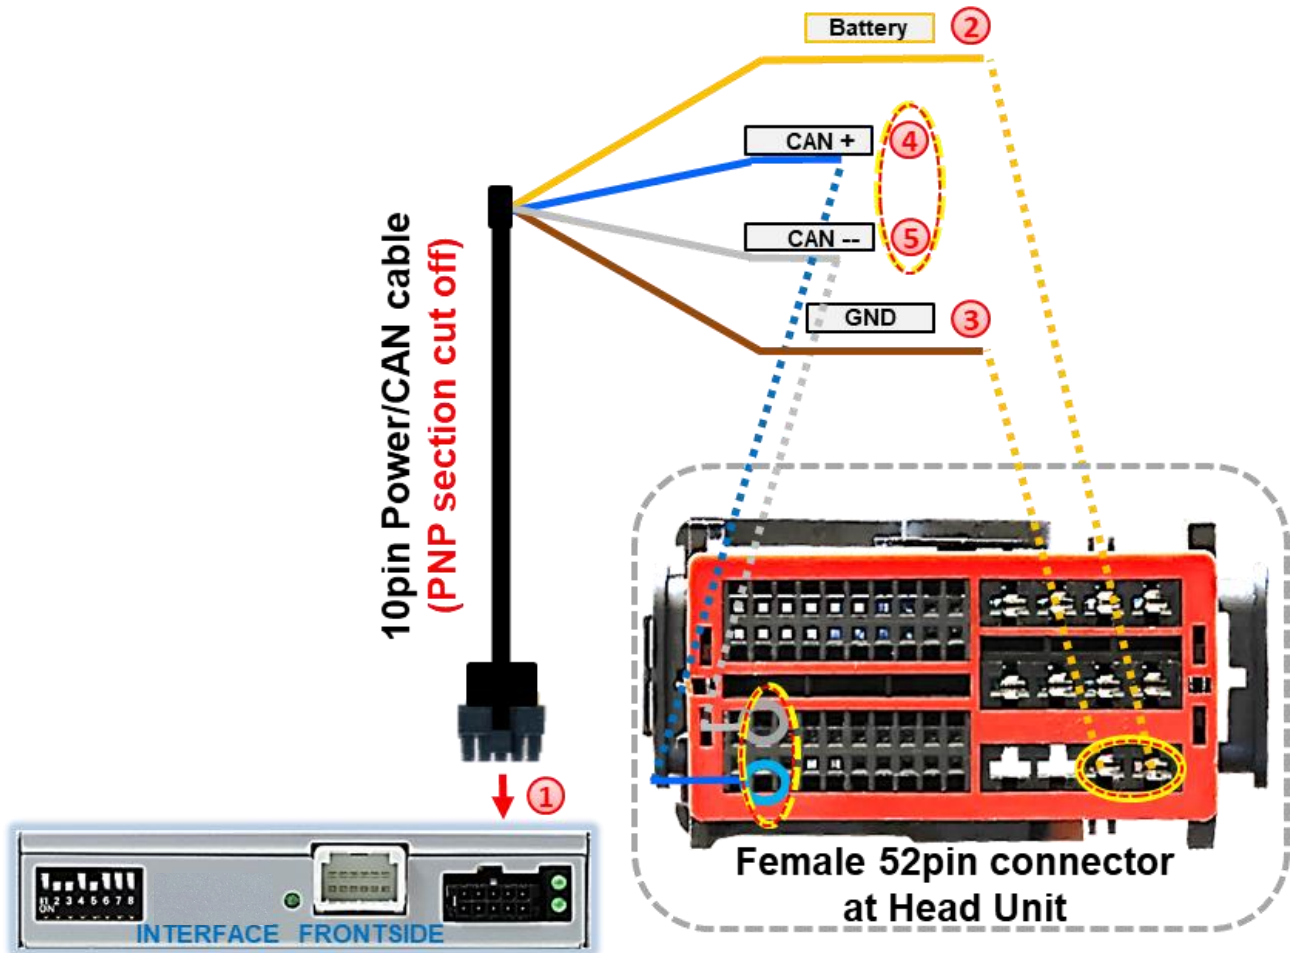 Battery 2
CAN + 4
CAN -- 5
GND 3
10pin Power/CAN cable
(PNP section cut off)
1
ON
1 2 3 4 5 6 7 8
INTERFACE FRONTSIDE
Female 52pin connector
at Head Unit